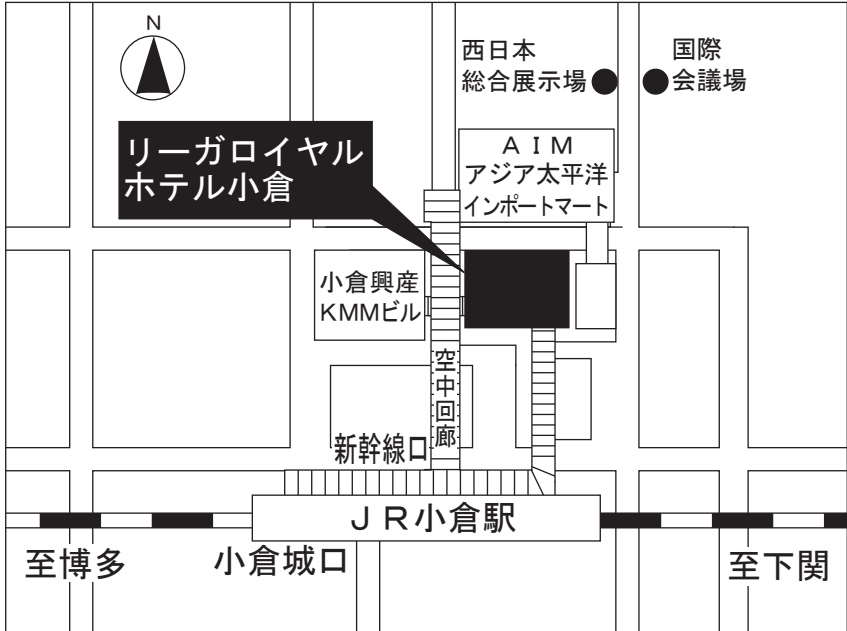 N
西日本
総合展示場
国際
会議場
リーガロイヤル
ホテル小倉
ＡＩＭ
アジア太平洋
インポートマート
小倉興産
KMMビル
空中回廊
新幹線口
ＪＲ小倉駅
至博多
小倉城口
至下関